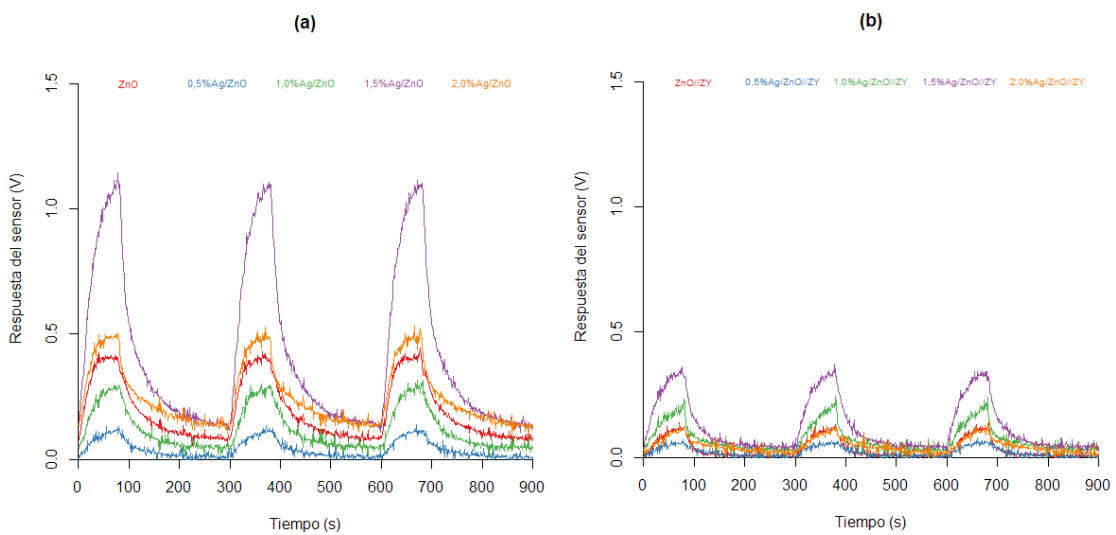 (a)
ZnO 0,5%Ag/ZnO 1,0%Ag/ZnO 1,5%Ag/ZnO 2,0%Ag/ZnO
Respuesta del sensor (V)
1.5
1.0
0.5
0.0
0 100 200 300 400 500 600 700 800 900
Tiempo (s)
(b)
ZnO//ZY 0,5%Ag/ZnO//ZY 1,0%Ag/ZnO//ZY 1,5%Ag/ZnO//ZY 2,0%Ag/ZnO//ZY
Respuesta del sensor (V)
1.5
1.0
0.5
0.0
0 100 200 300 400 500 600 700 800 900
Tiempo (s)